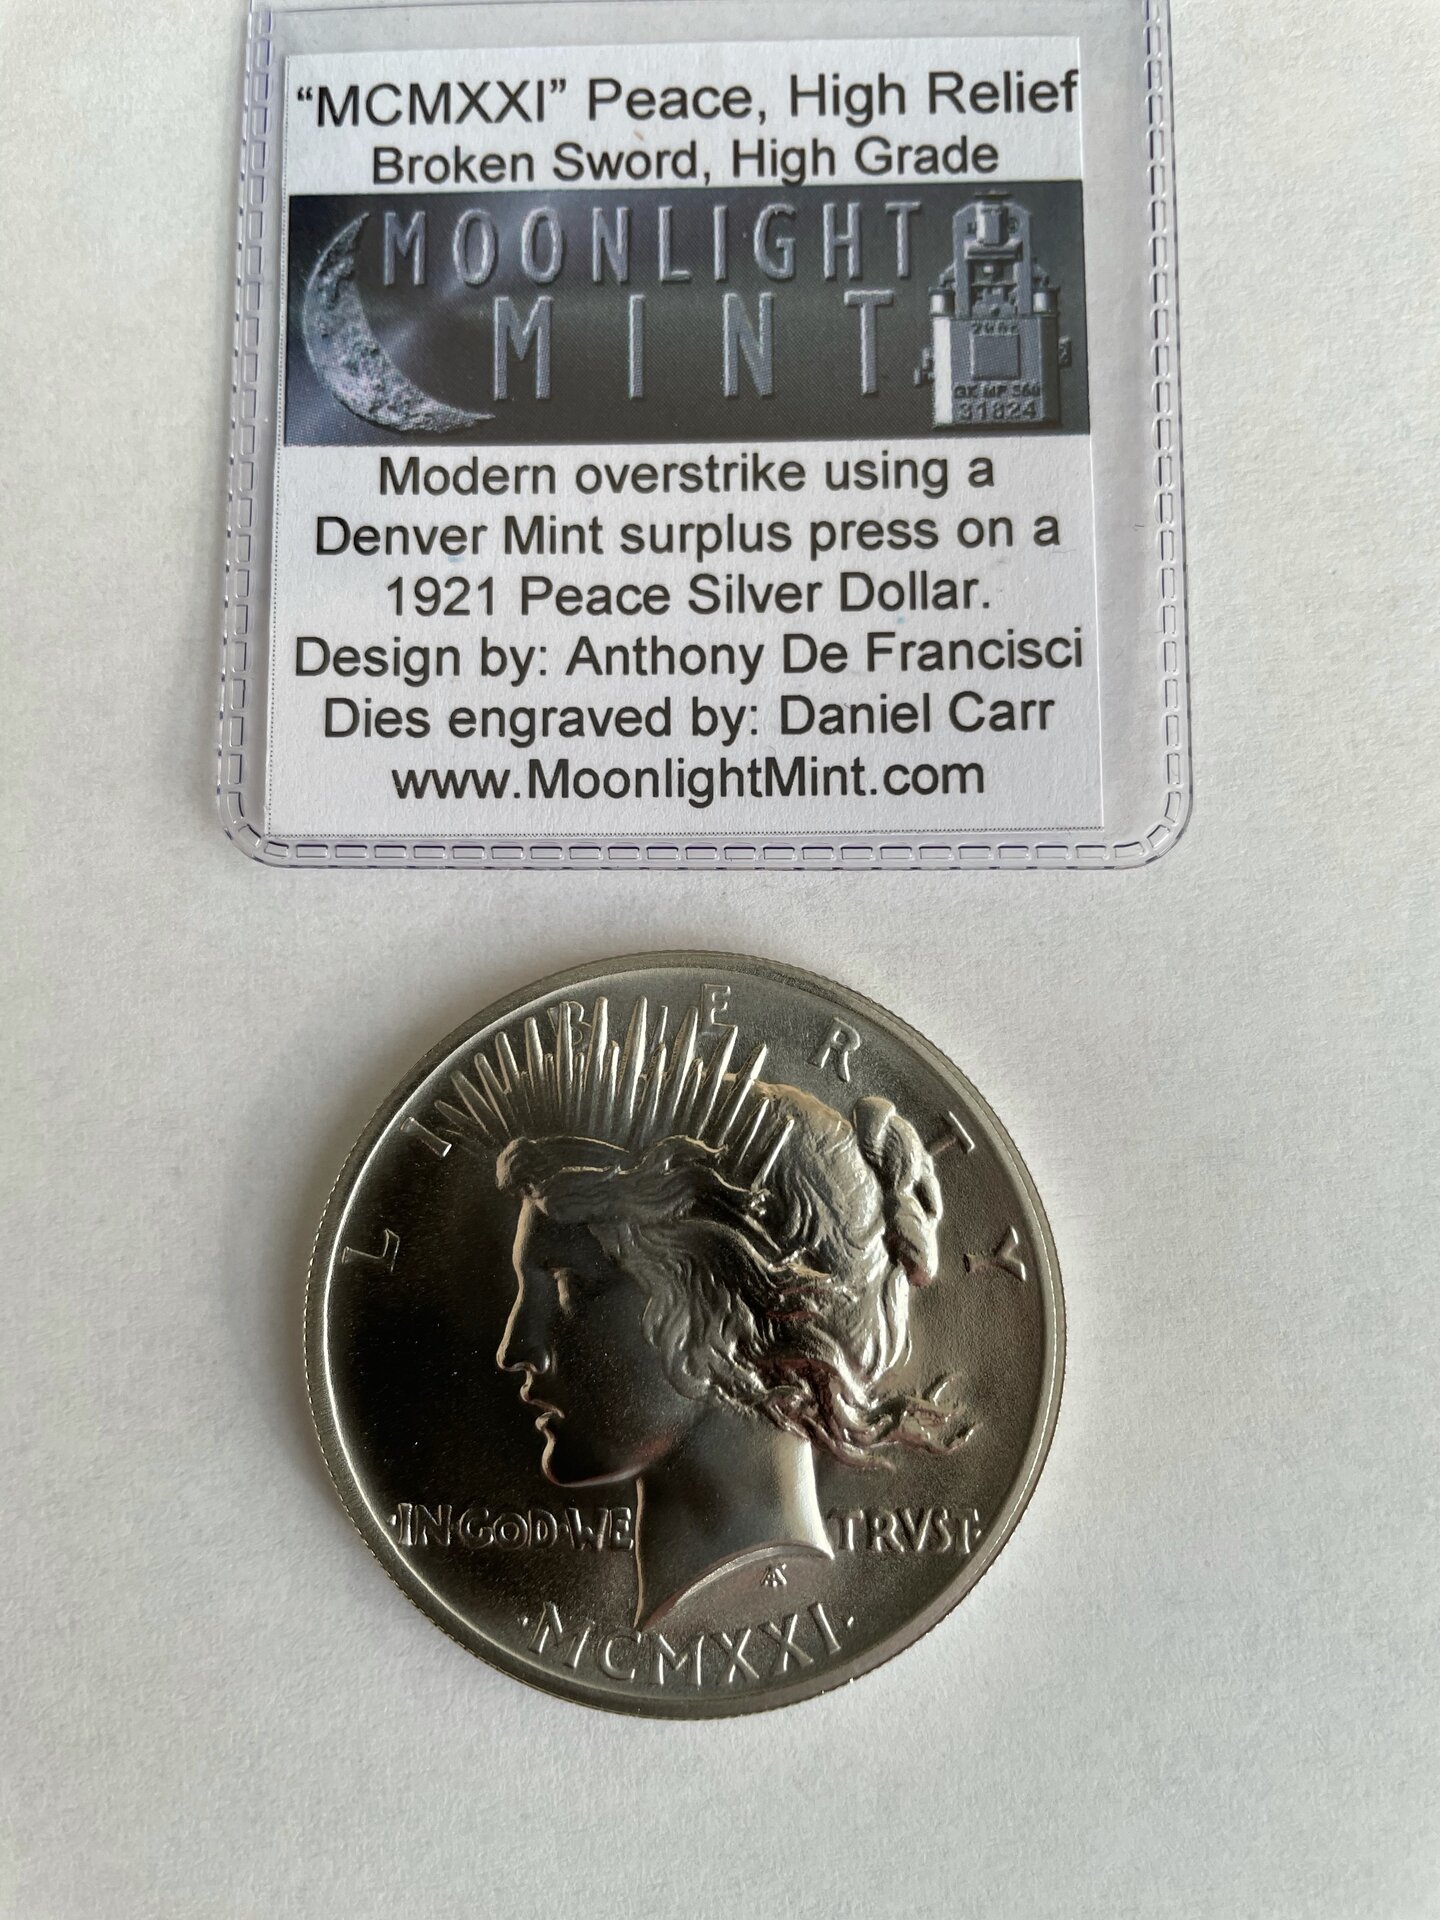 “MCMXXI” Peace, High Relief
Broken Sword, High Grade
MOONLIGHT
MINT
31824
Modern overstrike using a
Denver Mint surplus press on a
1921 Peace Silver Dollar.
Design by: Anthony De Francisci
Dies engraved by: Daniel Carr
www.MoonlightMint.com
LIBERTY
·IN·GOD·WE TRVST·
·MCMXXI·